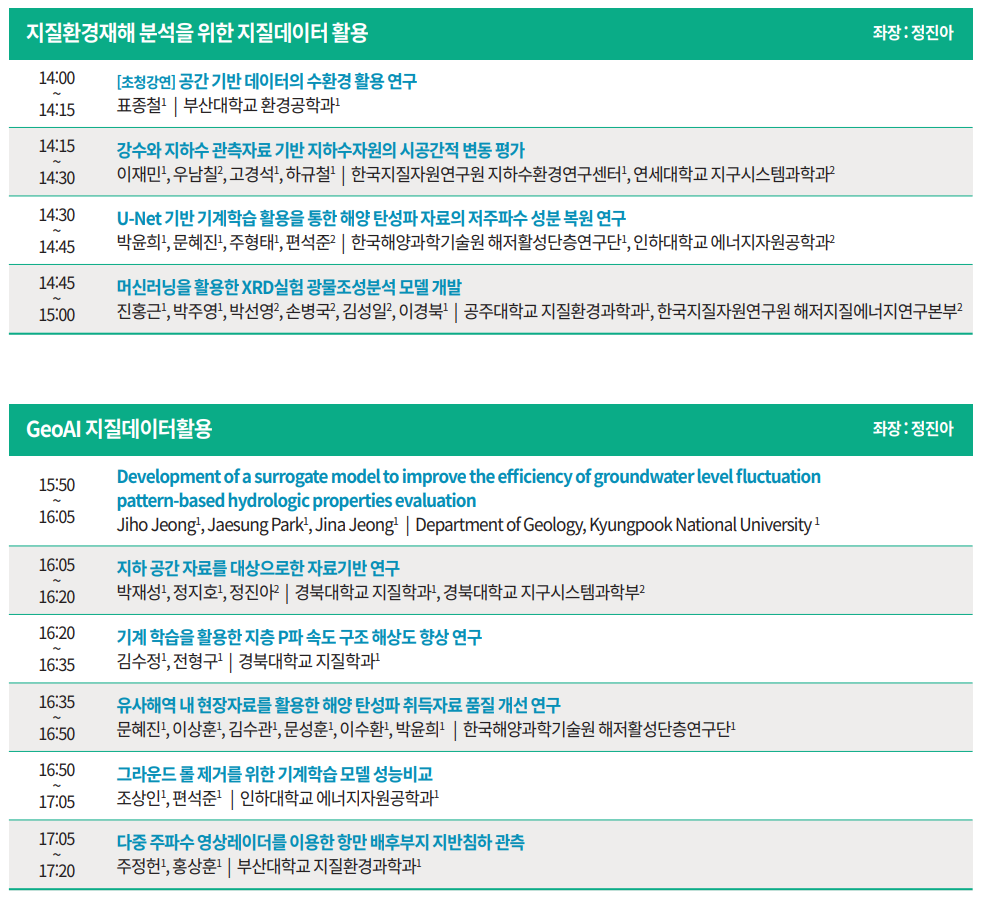 지질환경재해 분석을 위한 지질데이터 활용 좌장 : 정진아
14:00
~
14:15
[초청강연] 공간 기반 데이터의 수환경 활용 연구
표종철¹ | 부산대학교 환경공학과¹
14:15
~
14:30
강수와 지하수 관측자료 기반 지하수자원의 시공간적 변동 평가
이재민¹, 우남칠², 고경석¹, 하규철¹ | 한국지질자원연구원 지하수환경연구센터¹, 연세대학교 지구시스템과학과²
14:30
~
14:45
U-Net 기반 기계학습 활용을 통한 해양 탄성파 자료의 저주파수 성분 복원 연구
박윤희¹, 문혜진¹, 주형태¹, 편석준² | 한국해양과학기술원 해저활성단층연구단¹, 인하대학교 에너지자원공학과²
14:45
~
15:00
머신러닝을 활용한 XRD실험 광물조성분석 모델 개발
진홍근¹, 박주영¹, 박선영², 손병국², 김성일², 이경북¹ | 공주대학교 지질환경과학과¹, 한국지질자원연구원 해저지질에너지연구본부²
GeoAI 지질데이터활용 좌장 : 정진아
15:50
~
16:05
Development of a surrogate model to improve the efficiency of groundwater level fluctuation
pattern-based hydrologic properties evaluation
Jiho Jeong¹, Jaesung Park¹, Jina Jeong¹ | Department of Geology, Kyungpook National University ¹
16:05
~
16:20
지하 공간 자료를 대상으로한 자료기반 연구
박재성¹, 정지호¹, 정진아² | 경북대학교 지질학과¹, 경북대학교 지구시스템과학부²
16:20
~
16:35
기계 학습을 활용한 지층 P파 속도 구조 해상도 향상 연구
김수정¹, 전형구¹ | 경북대학교 지질학과¹
16:35
~
16:50
유사해역 내 현장자료를 활용한 해양 탄성파 취득자료 품질 개선 연구
문혜진¹, 이상훈¹, 김수관¹, 문성훈¹, 이수환¹, 박윤희¹ | 한국해양과학기술원 해저활성단층연구단¹
16:50
~
17:05
그라운드 롤 제거를 위한 기계학습 모델 성능비교
조상인¹, 편석준¹ | 인하대학교 에너지자원공학과¹
17:05
~
17:20
다중 주파수 영상레이더를 이용한 항만 배후부지 지반침하 관측
주정헌¹, 홍상훈¹ | 부산대학교 지질환경과학과¹